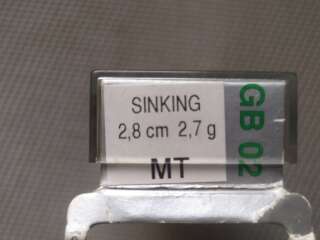 SINKING
2,8 cm 2,7 g
MT
GB 02